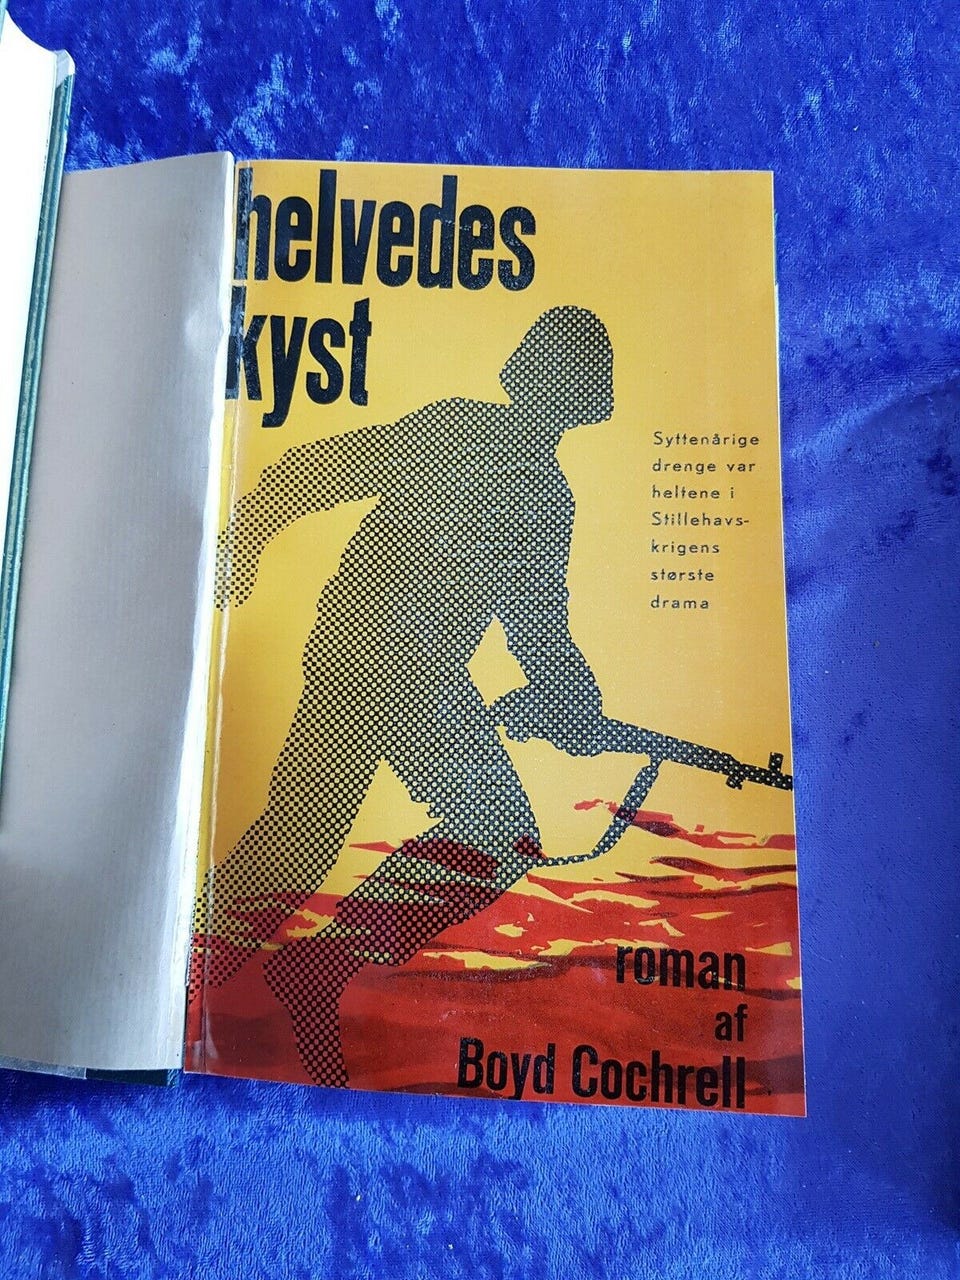 helvedes
kyst
Syttenårige
drenge var
heltene i
Stillehavs-
krigens
største
drama
roman
af
Boyd Cochrell